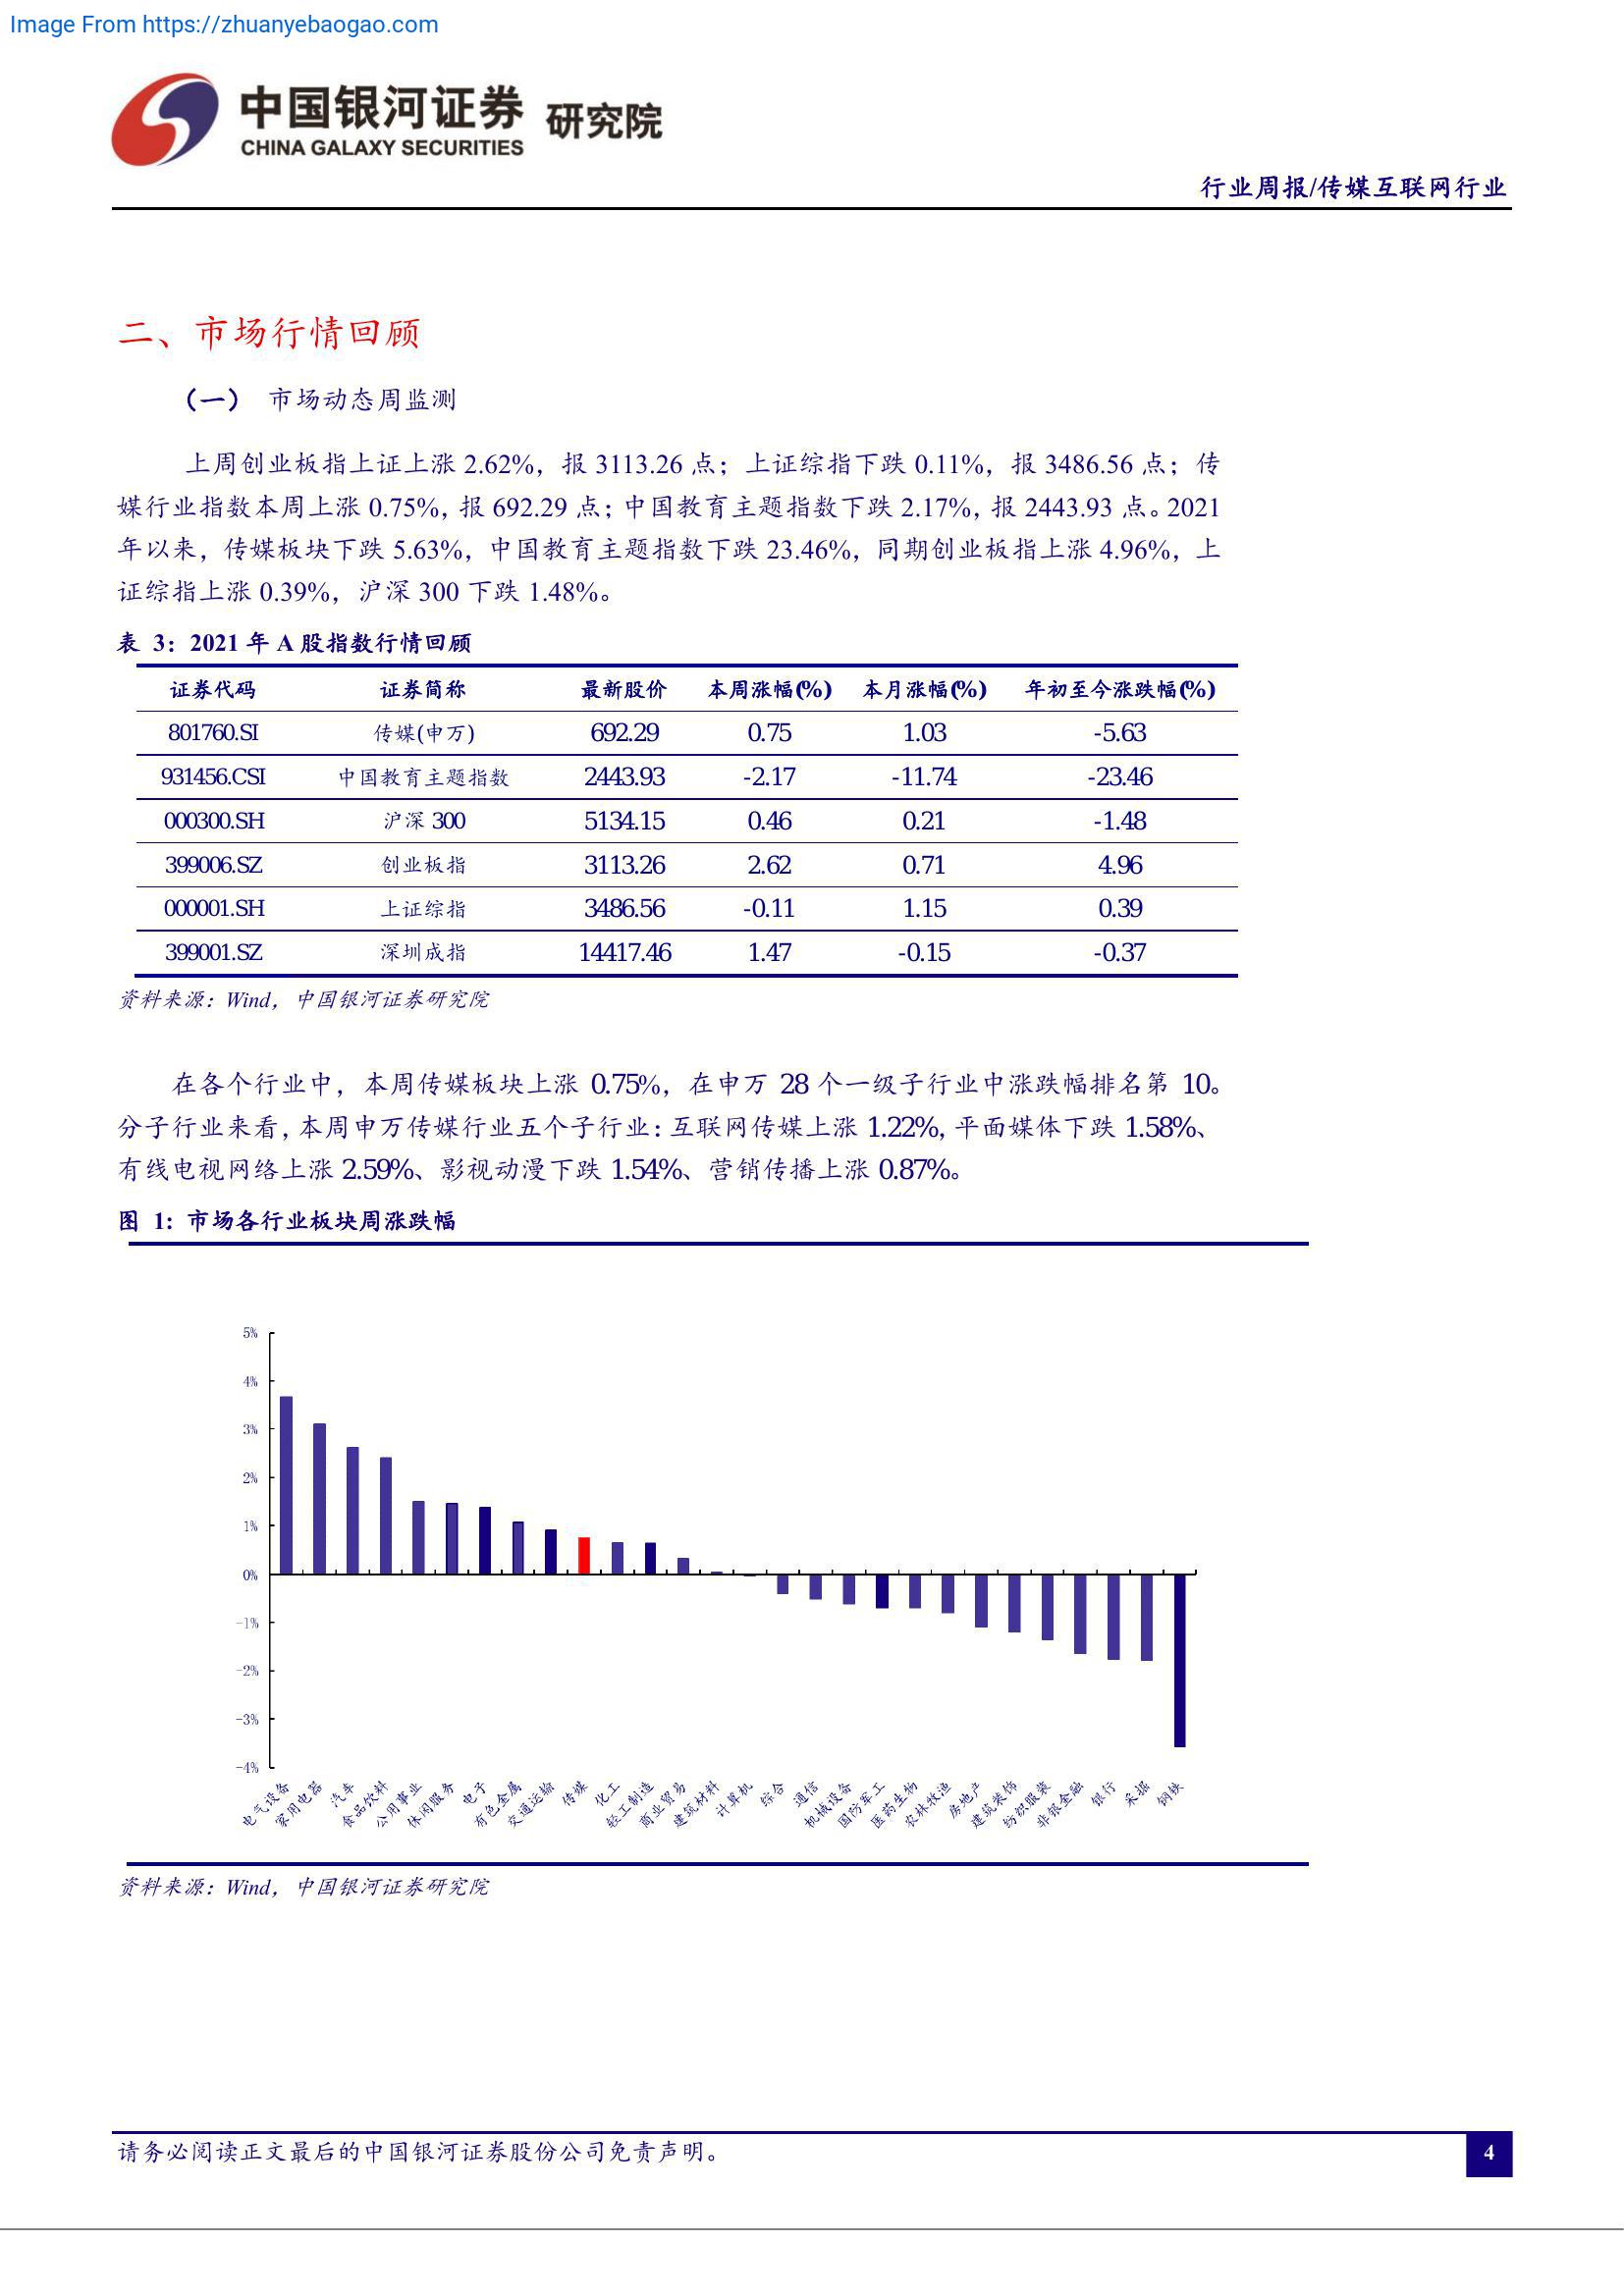 Image From https://zhuanyebaogao.com
中国银河证券 研究院
CHINA GALAXY SECURITIES
行业周报/传媒互联网行业
二、市场行情回顾
（一） 市场动态周监测
上周创业板指上证上涨 2.62%，报 3113.26 点；上证综指下跌 0.11%，报 3486.56 点；传
媒行业指数本周上涨 0.75%，报 692.29 点；中国教育主题指数下跌 2.17%，报 2443.93 点。2021
年以来，传媒板块下跌 5.63%，中国教育主题指数下跌 23.46%，同期创业板指上涨 4.96%，上
证综指上涨 0.39%，沪深 300 下跌 1.48%。
表 3：2021 年 A 股指数行情回顾
证券代码 证券简称 最新股价 本周涨幅(%) 本月涨幅(%) 年初至今涨跌幅(%)
801760.SI 传媒(申万) 692.29 0.75 1.03 -5.63
931456.CSI 中国教育主题指数 2443.93 -2.17 -11.74 -23.46
000300.SH 沪深 300 5134.15 0.46 0.21 -1.48
399006.SZ 创业板指 3113.26 2.62 0.71 4.96
000001.SH 上证综指 3486.56 -0.11 1.15 0.39
399001.SZ 深圳成指 14417.46 1.47 -0.15 -0.37
资料来源：Wind，中国银河证券研究院
在各个行业中，本周传媒板块上涨 0.75%，在申万 28 个一级子行业中涨跌幅排名第 10。
分子行业来看，本周申万传媒行业五个子行业：互联网传媒上涨 1.22%，平面媒体下跌 1.58%、
有线电视网络上涨 2.59%、影视动漫下跌 1.54%、营销传播上涨 0.87%。
图 1：市场各行业板块周涨跌幅
5%
4%
3%
2%
1%
0%
-1%
-2%
-3%
-4%
电气设备 家用电器 汽车 食品饮料 公用事业 休闲服务 电子 有色金属 交通运输 传媒 化工 轻工制造 商业贸易 建筑材料 计算机 综合 通信 机械设备 国防军工 医药生物 农林牧渔 房地产 建筑装饰 纺织服装 非银金融 银行 采掘 钢铁
资料来源：Wind，中国银河证券研究院
请务必阅读正文最后的中国银河证券股份公司免责声明。
4